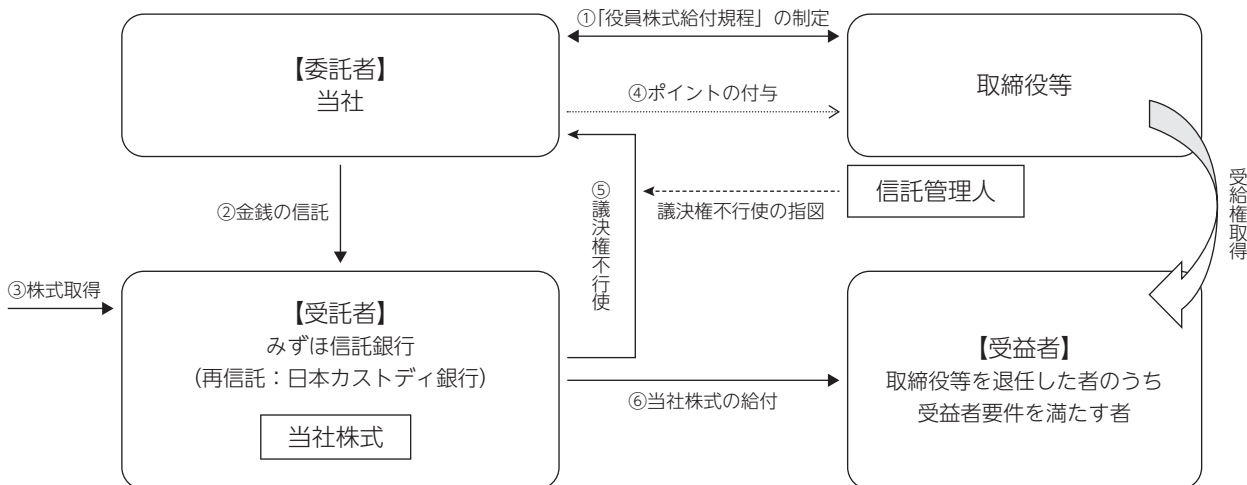 ①「役員株式給付規程」の制定
【委託者】
当社
④ポイントの付与
取締役等
②金銭の信託
⑤議決権不行使
議決権不行使の指図
信託管理人
受給権取得
③株式取得
【受託者】
みずほ信託銀行
(再信託:日本カストディ銀行)
当社株式
⑥当社株式の給付
【受益者】
取締役等を退任した者のうち
受益者要件を満たす者